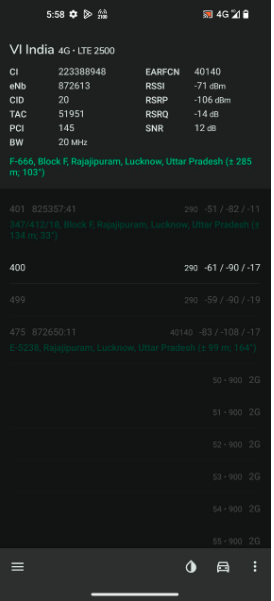 5:58 4G
VI India 4G • LTE 2500
CI 223388948 EARFCN 40140
eNb 872613 RSSI -71 dBm
CID 20 RSRP -106 dBm
TAC 51951 RSRQ -14 dB
PCI 145 SNR 12 dB
BW 20 MHz
F-666, Block F, Rajajipuram, Lucknow, Uttar Pradesh (± 285
m; 103°)
401 825357:41 290 -51 / -82 / -11
347/412/18, Block F, Rajajipuram, Lucknow, Uttar Pradesh (±
134 m; 33°)
400 290 -61 / -90 / -17
499 290 -59 / -90 / -19
475 872650:11 40140 -83 / -108 / -17
E-5238, Rajajipuram, Lucknow, Uttar Pradesh (± 99 m; 164°)
50 - 900 2G
51 - 900 2G
52 - 900 2G
53 - 900 2G
54 - 900 2G
55 - 900 2G